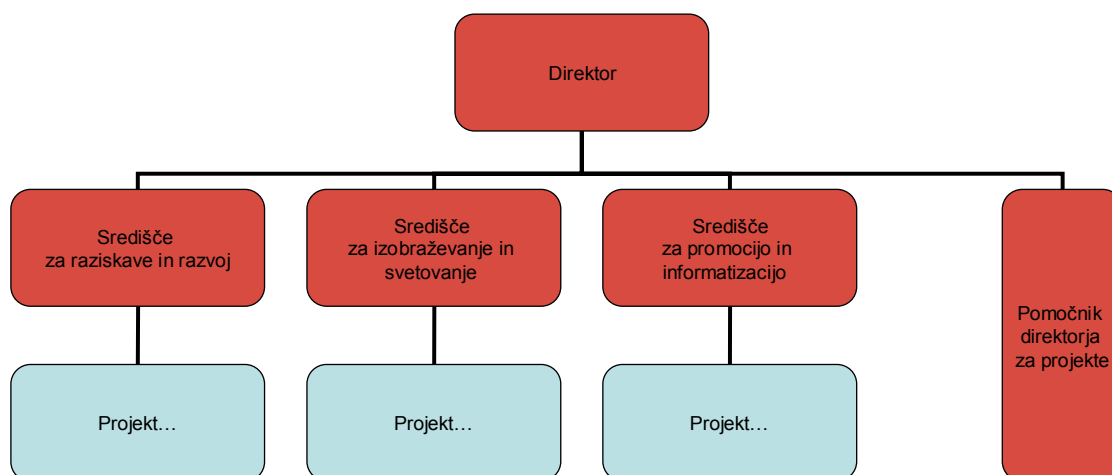 Direktor
Središče
za raziskave in razvoj
Središče
za izobraževanje in
svetovanje
Središče
za promocijo in
informatizacijo
Pomočnik
direktorja
za projekte
Projekt…
Projekt…
Projekt…